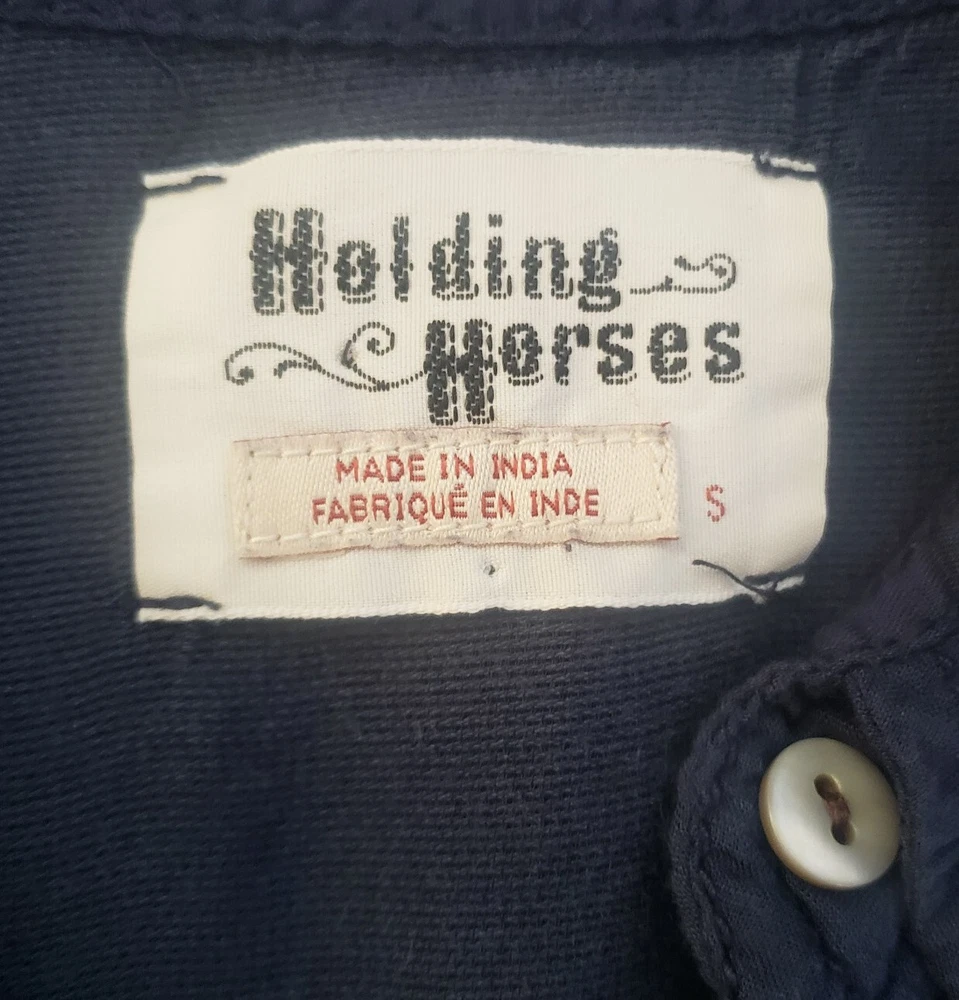 Holding
Horses
MADE IN INDIA
FABRIQUÉ EN INDE
S